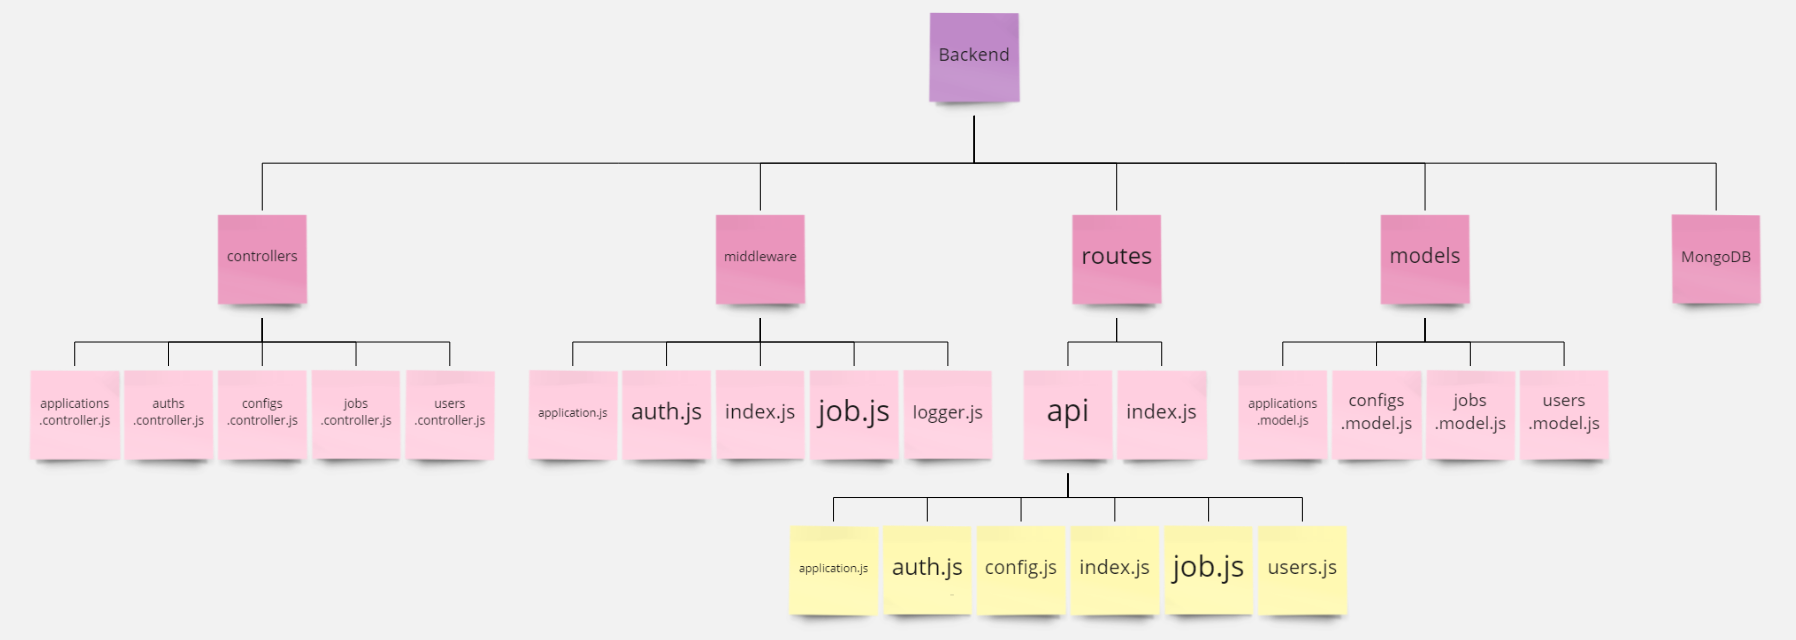 Backend
controllers
middleware
routes
models
MongoDB
applications
.controller.js
auths
.controller.js
configs
.controller.js
jobs
.controller.js
users
.controller.js
application.js
auth.js
index.js
job.js
logger.js
api
index.js
applications
.model.js
configs
.model.js
jobs
.model.js
users
.model.js
application.js
auth.js
config.js
index.js
job.js
users.js